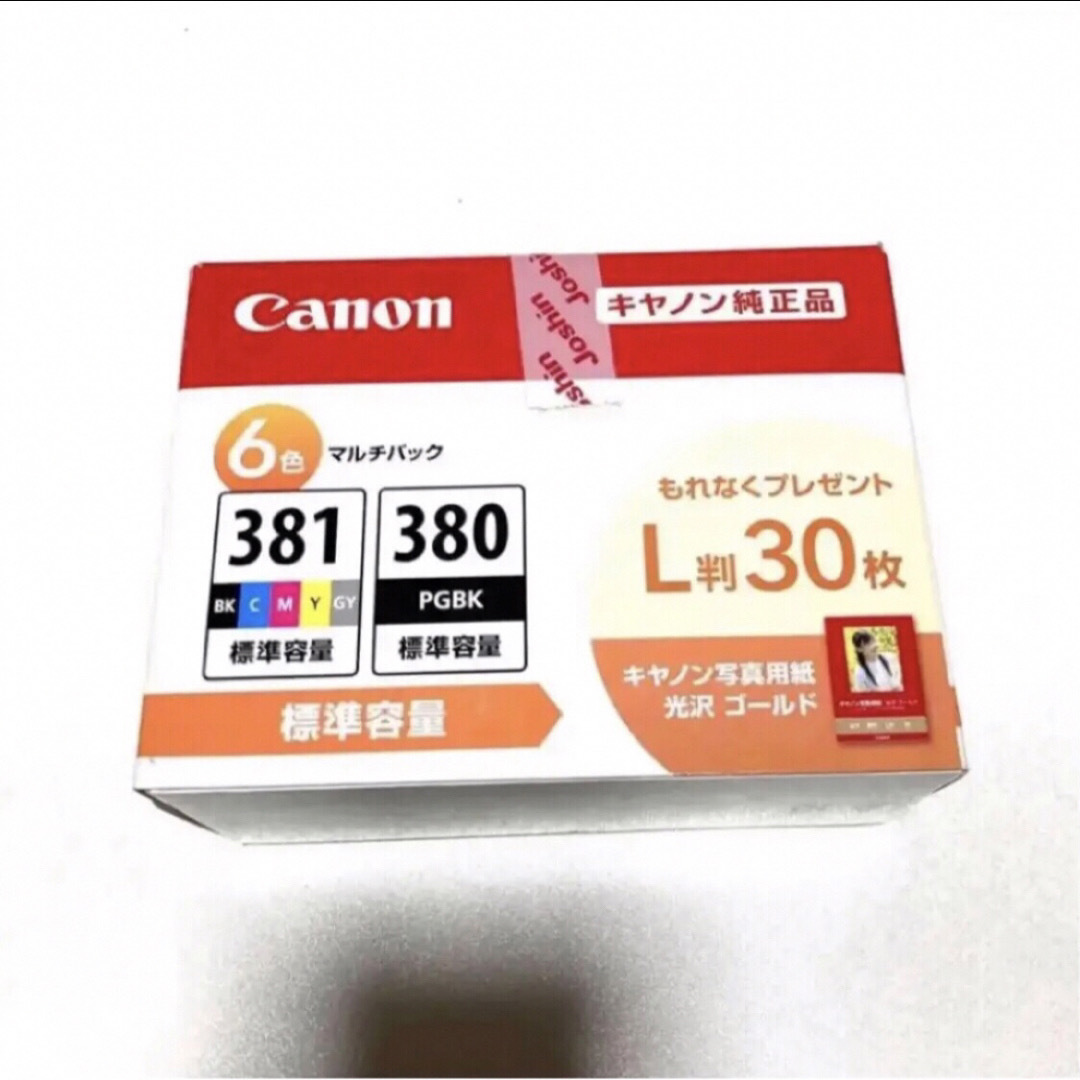 Canon
Joshin
Joshin
Joshin
キヤノン純正品
6色 マルチパック
381
BK C M Y GY
標準容量
380
PGBK
標準容量
標準容量
もれなくプレゼント
L判30枚
キヤノン写真用紙
光沢 ゴールド